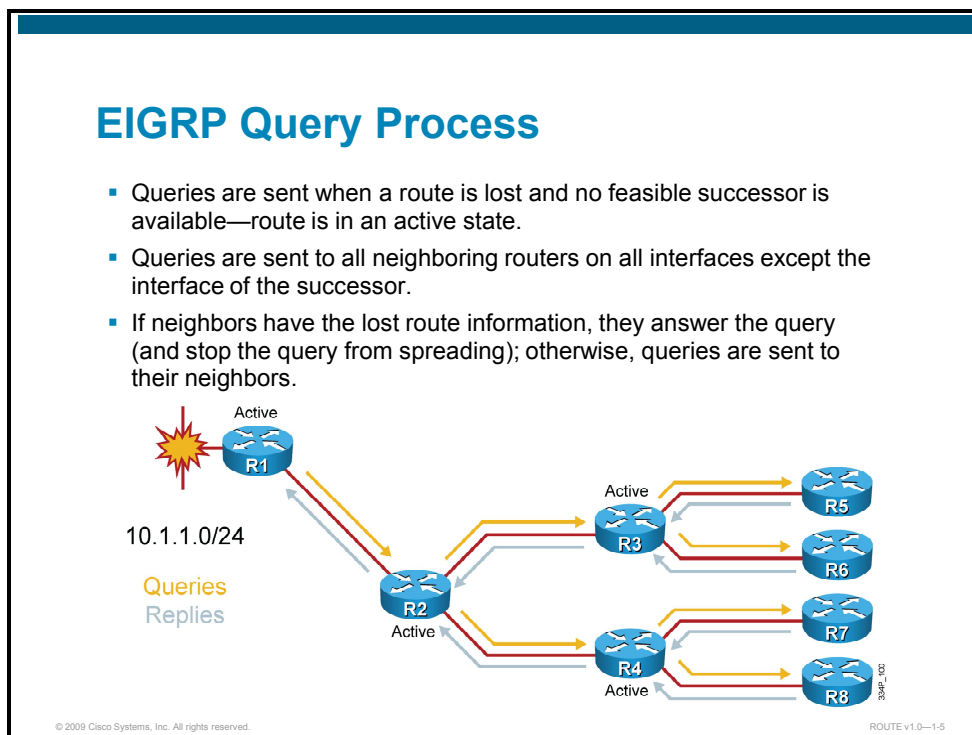 EIGRP Query Process
Queries are sent when a route is lost and no feasible successor is
available—route is in an active state.
Queries are sent to all neighboring routers on all interfaces except the
interface of the successor.
If neighbors have the lost route information, they answer the query
(and stop the query from spreading); otherwise, queries are sent to
their neighbors.
Active
R1
10.1.1.0/24
Queries
Replies
R2
Active
Active
R3
R4
Active
R5
R6
R7
R8
© 2009 Cisco Systems, Inc. All rights reserved.
ROUTE v1.0—1-5